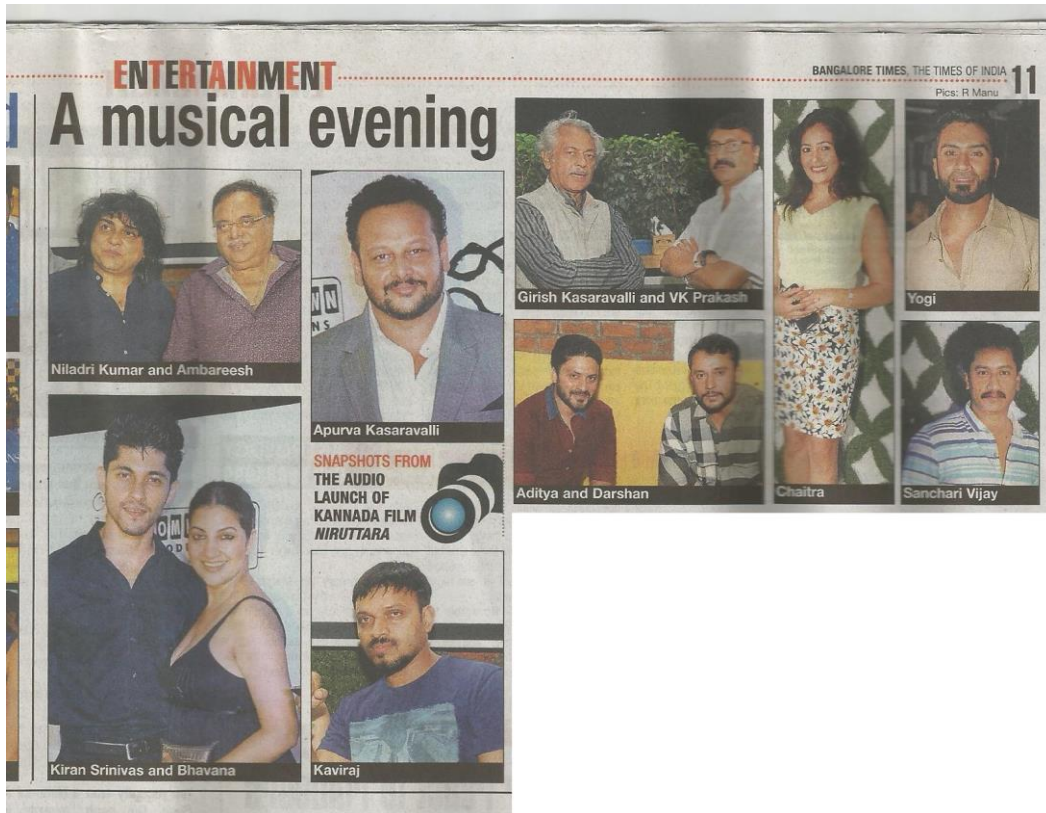 ENTERTAINMENT
BANGALORE TIMES, THE TIMES OF INDIA 11
Pics: R Manu
A musical evening
Niladri Kumar and Ambareesh
Apurva Kasaravalli
Girish Kasaravalli and VK Prakash
Yogi
Aditya and Darshan
Chaitra
Sanchari Vijay
SNAPSHOTS FROM
THE AUDIO
LAUNCH OF
KANNADA FILM
NIRUTTARA
Kiran Srinivas and Bhavana
Kaviraj